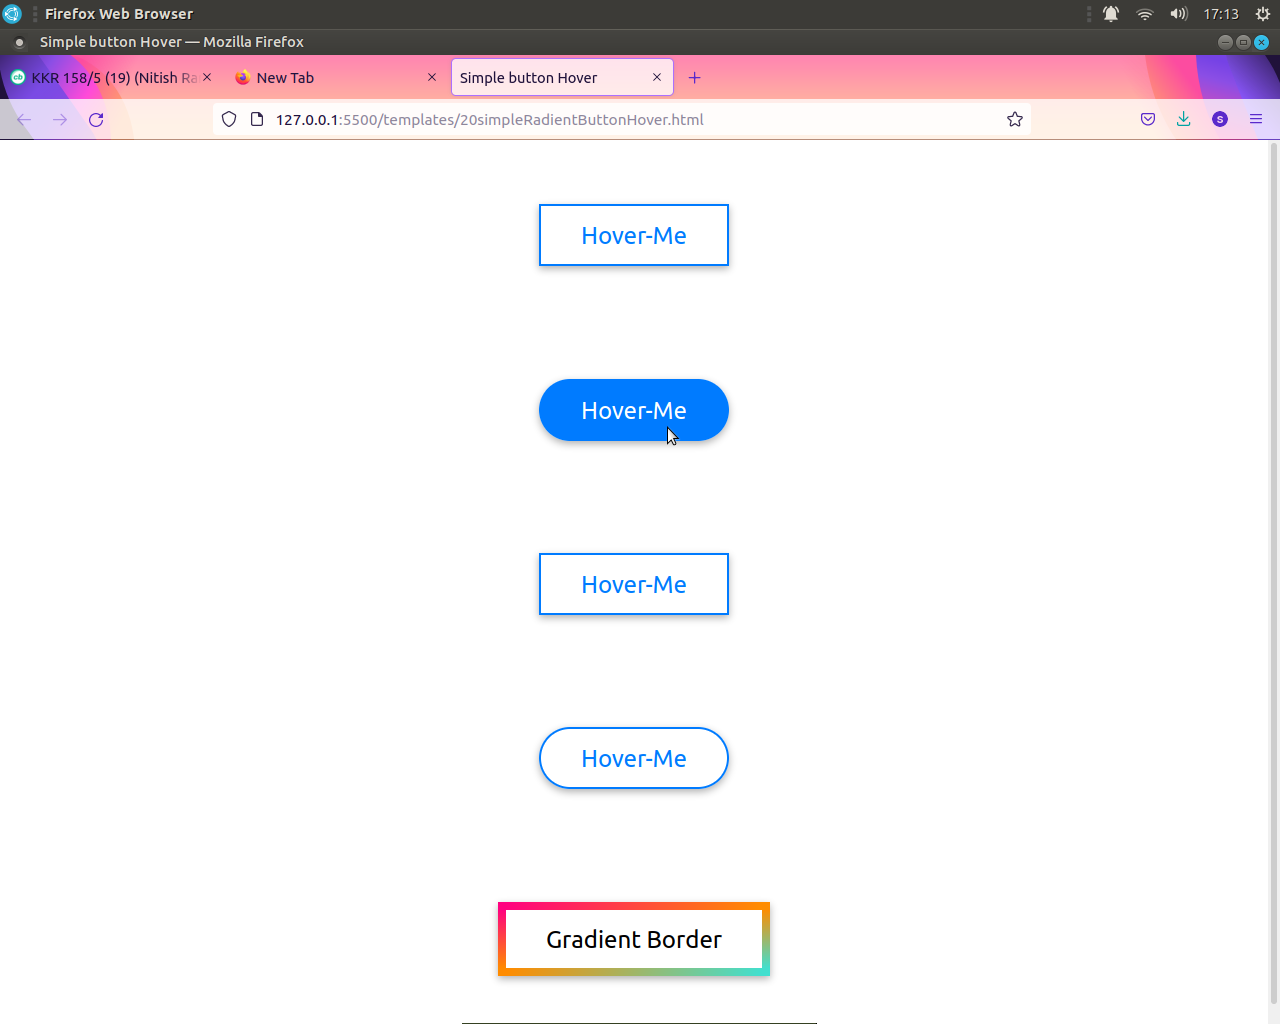 Firefox Web Browser
17:13
Simple button Hover — Mozilla Firefox
KKR 158/5 (19) (Nitish Ra
New Tab
Simple button Hover
127.0.0.1:5500/templates/20simpleRadientButtonHover.html
S
Hover-Me
Hover-Me
Hover-Me
Hover-Me
Gradient Border